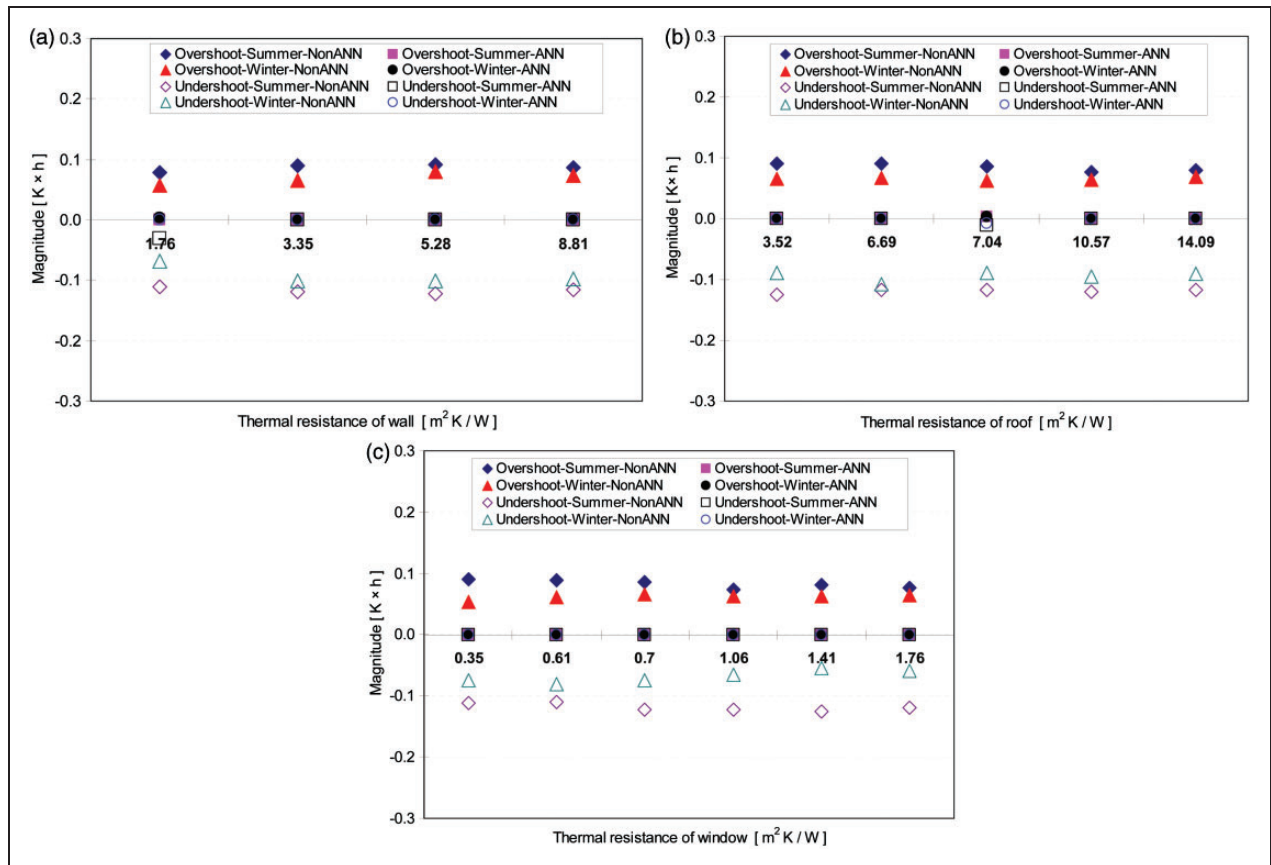 (a)
0.3
Overshoot-Summer-NonANN Overshoot-Summer-ANN
Overshoot-Winter-NonANN Overshoot-Winter-ANN
Undershoot-Summer-NonANN Undershoot-Summer-ANN
Undershoot-Winter-NonANN Undershoot-Winter-ANN
0.2
0.1
0.0
-0.1
-0.2
-0.3
Magnitude [ K × h ]
1.76 3.35 5.28 8.81
Thermal resistance of wall [ m² K / W ]
(b)
0.3
Overshoot-Summer-NonANN Overshoot-Summer-ANN
Overshoot-Winter-NonANN Overshoot-Winter-ANN
Undershoot-Summer-NonANN Undershoot-Summer-ANN
Undershoot-Winter-NonANN Undershoot-Winter-ANN
0.2
0.1
0.0
-0.1
-0.2
-0.3
Magnitude [ K× h ]
3.52 6.69 7.04 10.57 14.09
Thermal resistance of roof [ m² K / W ]
(c)
0.3
Overshoot-Summer-NonANN Overshoot-Summer-ANN
Overshoot-Winter-NonANN Overshoot-Winter-ANN
Undershoot-Summer-NonANN Undershoot-Summer-ANN
Undershoot-Winter-NonANN Undershoot-Winter-ANN
0.2
0.1
0.0
-0.1
-0.2
-0.3
Magnitude [ K × h ]
0.35 0.61 0.7 1.06 1.41 1.76
Thermal resistance of window [ m² K / W ]